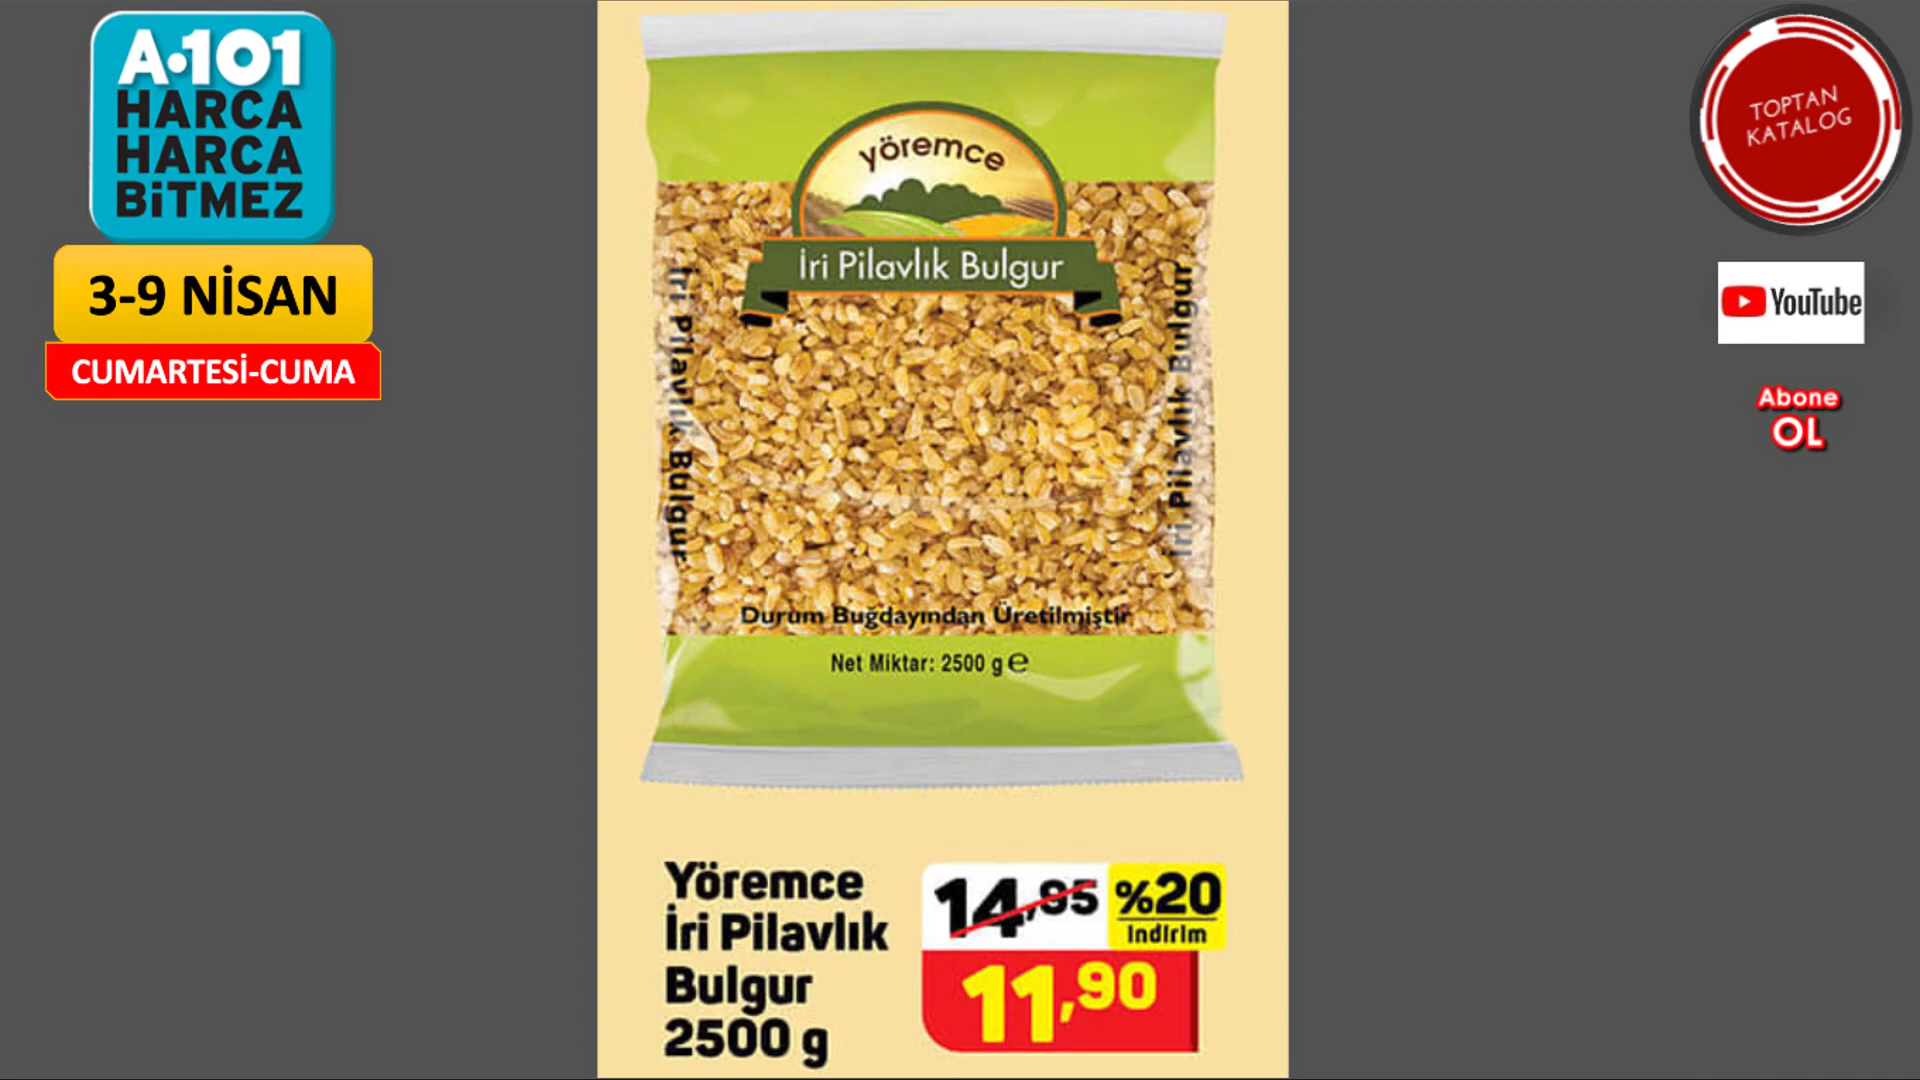 A101
HARCA
HARCA
BİTMEZ
3-9 NİSAN
CUMARTESİ-CUMA
yöremce
İri Pilavlık Bulgur
İri Pilavlık Bulgur
İri Pilavlık Bulgur
Durum Buğdayından Üretilmiştir
Net Miktar: 2500 g ℮
Yöremce
İri Pilavlık
Bulgur
2500 g
14,95
%20
indirim
11,90
TOPTAN
KATALOG
YouTube
Abone
OL